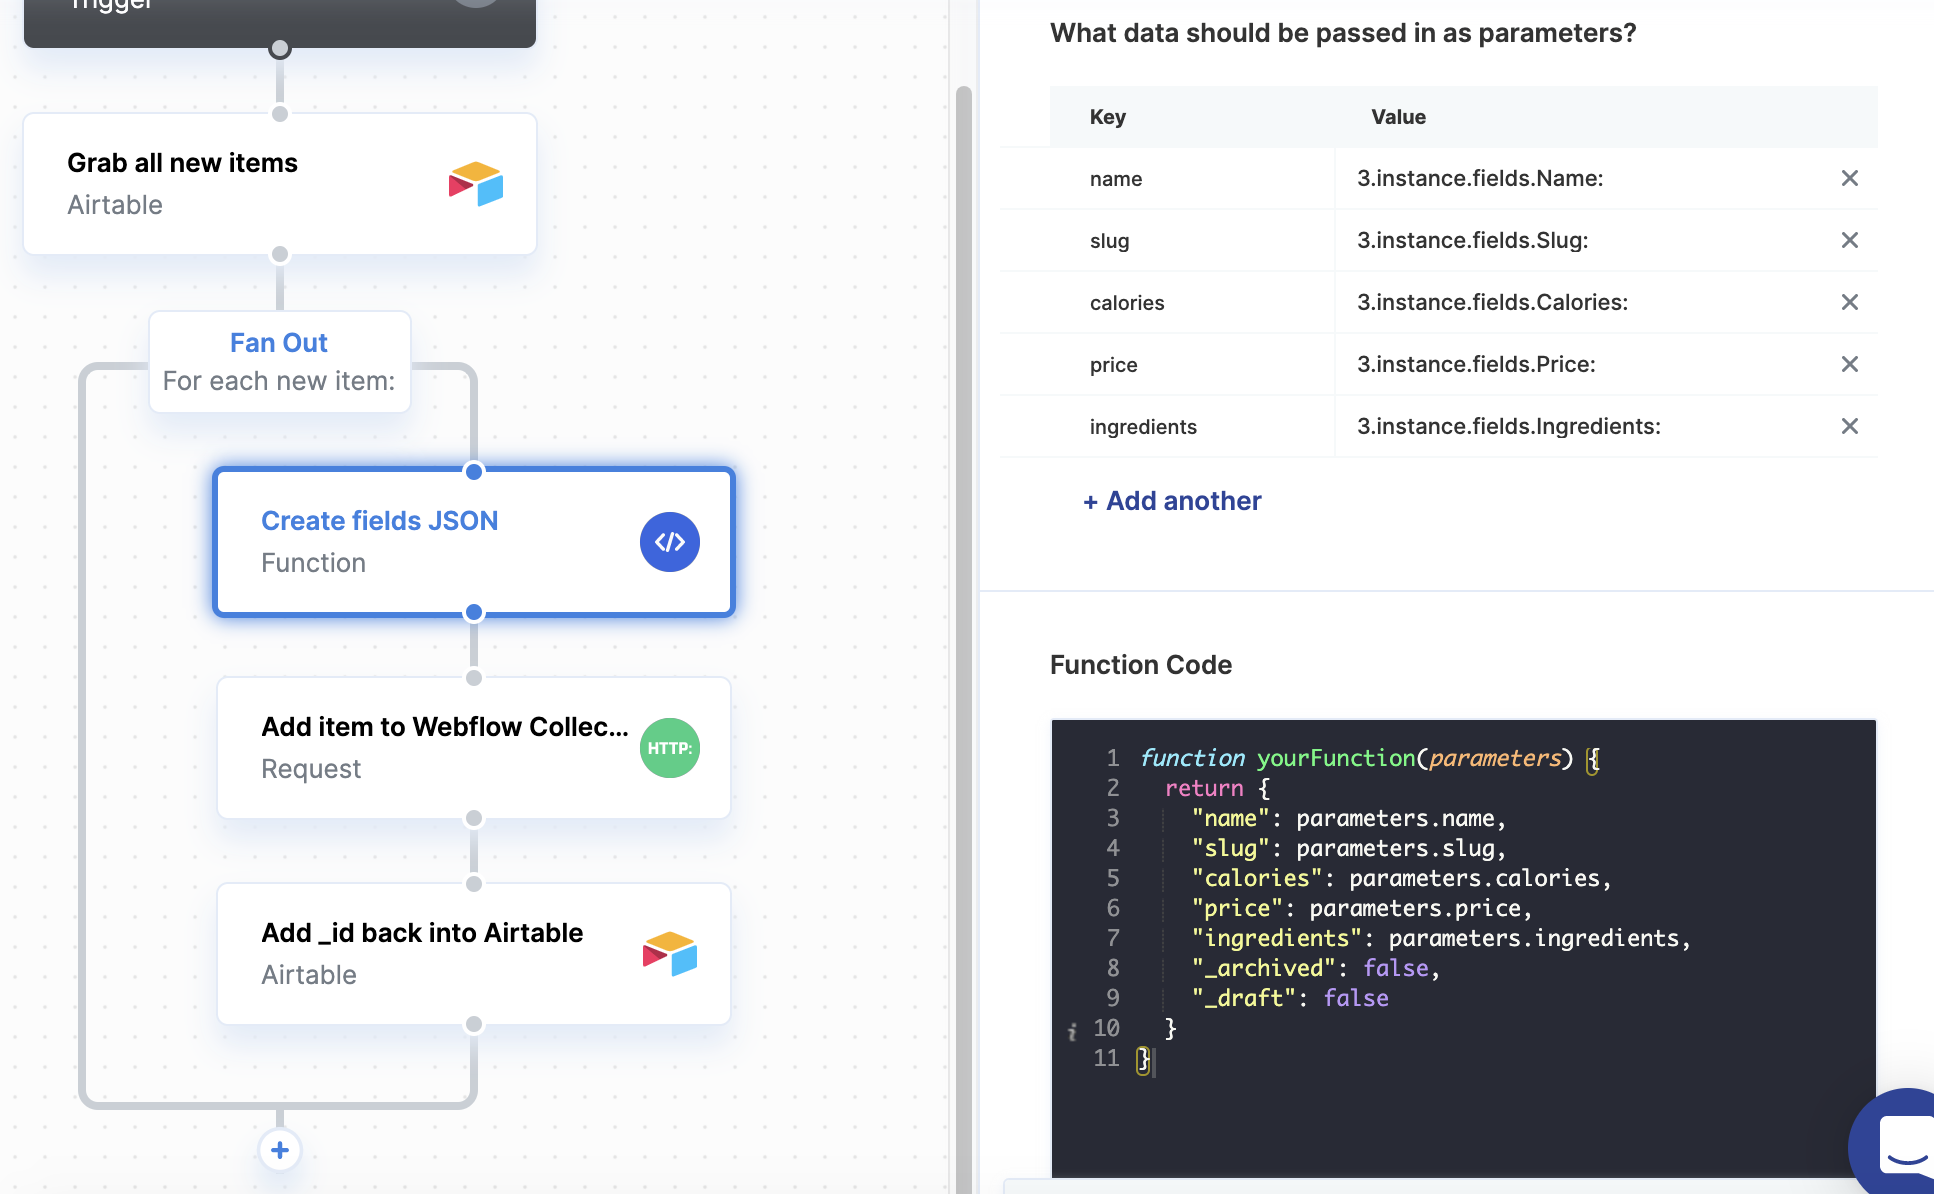 Trigger
Grab all new items
Airtable
Fan Out
For each new item:
Create fields JSON
Function
</>
Add item to Webflow Collec...
Request
HTTP:
Add _id back into Airtable
Airtable
+
What data should be passed in as parameters?
Key Value
name 3.instance.fields.Name:
slug 3.instance.fields.Slug:
calories 3.instance.fields.Calories:
price 3.instance.fields.Price:
ingredients 3.instance.fields.Ingredients:
+ Add another
Function Code
1 function yourFunction(parameters) {
2 return {
3 "name": parameters.name,
4 "slug": parameters.slug,
5 "calories": parameters.calories,
6 "price": parameters.price,
7 "ingredients": parameters.ingredients,
8 "_archived": false,
9 "_draft": false
i 10 }
11 }